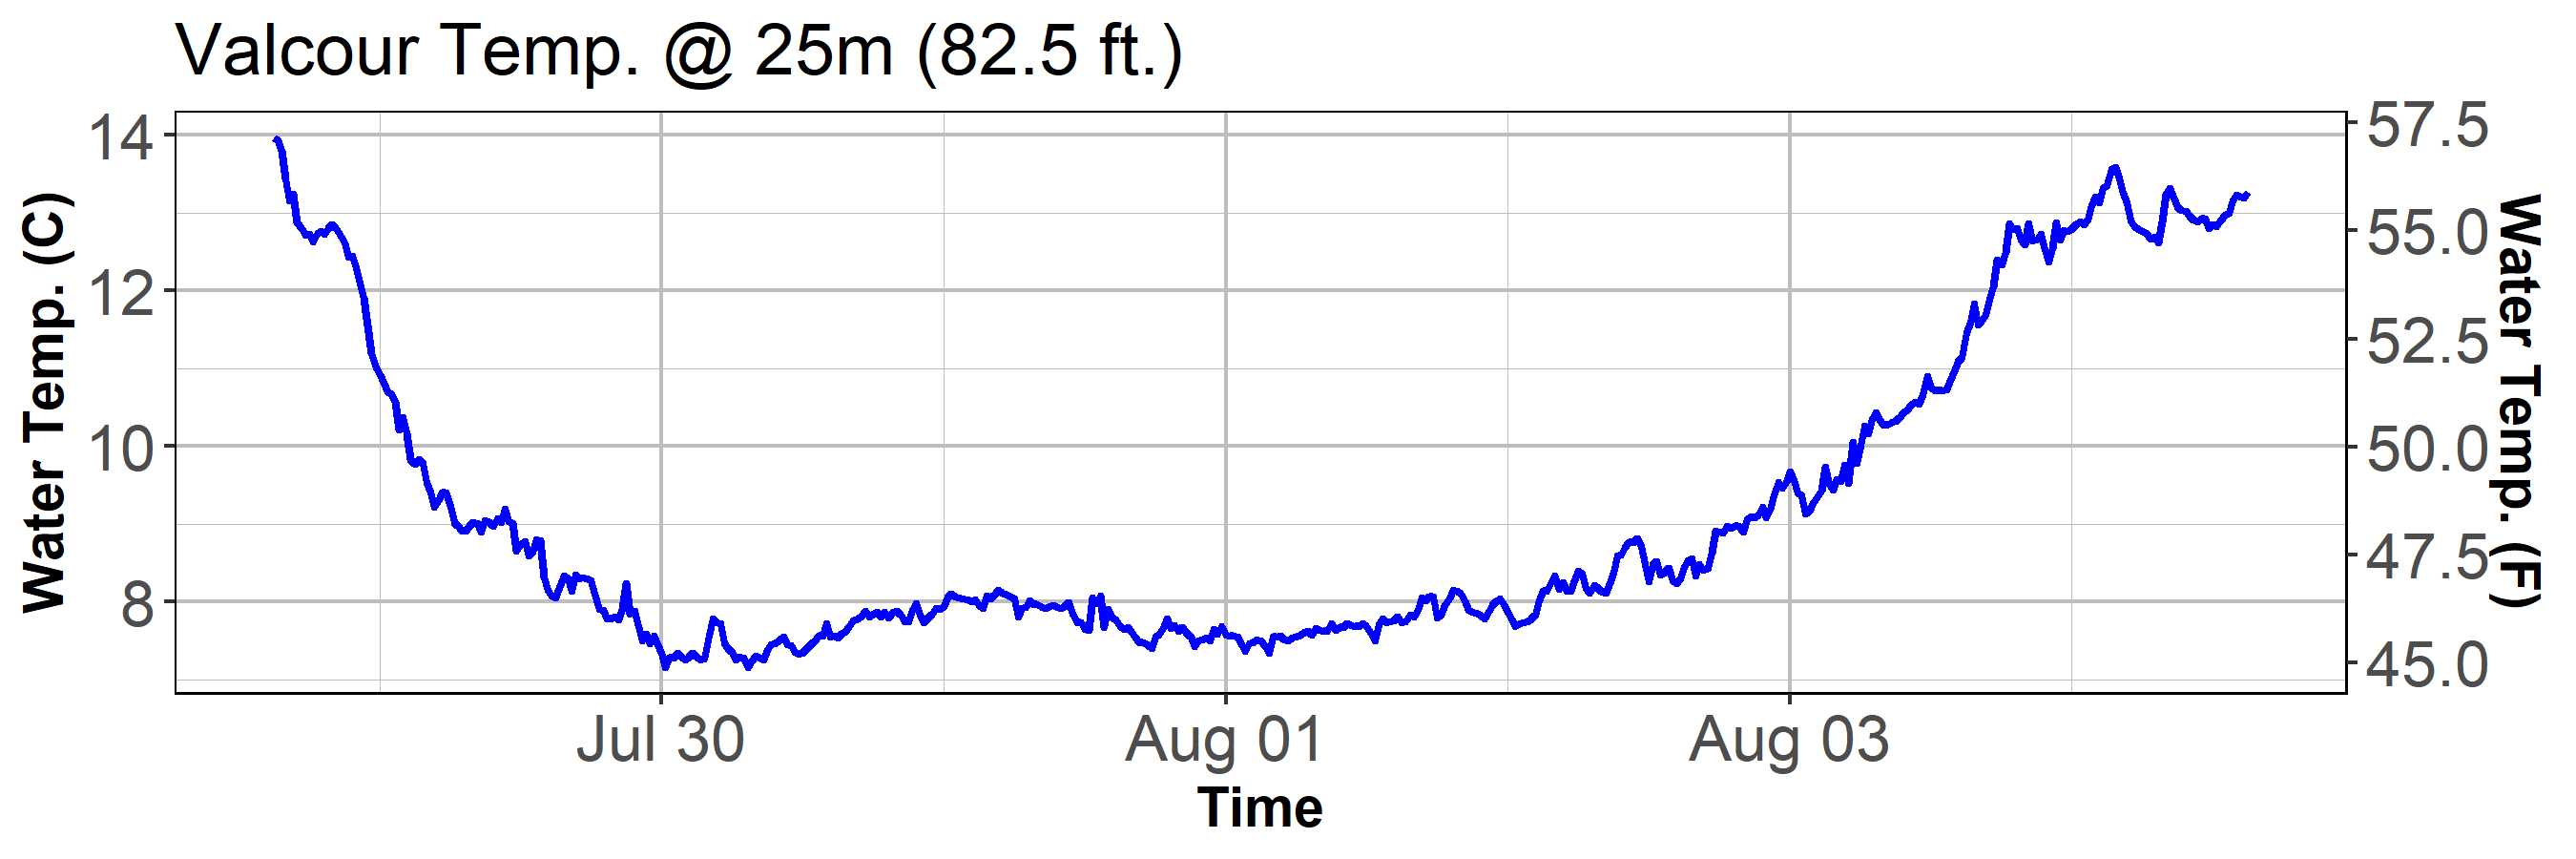 Valcour Temp. @ 25m (82.5 ft.)
Water Temp. (C)
14
12
10
8
57.5
55.0
52.5
50.0
47.5
45.0
Water Temp. (F)
Jul 30
Aug 01
Aug 03
Time